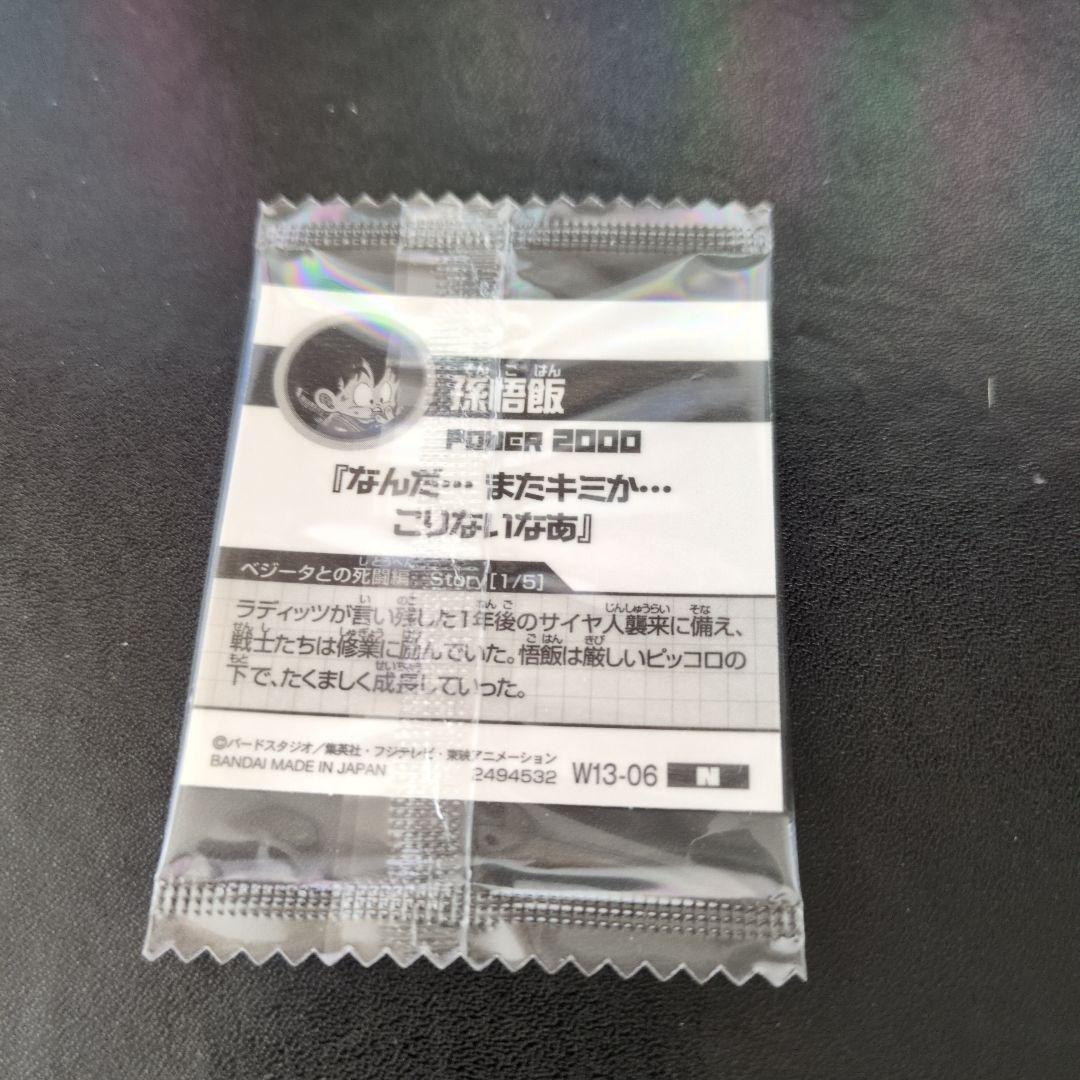 孫悟飯
POWER 2000
『なんだ… またキミか…
こりないなあ』
ベジータとの死闘編 Story[1/5]
ラディッツが言い残した1年後のサイヤ人襲来に備え、
戦士たちは修業に励んでいた。悟飯は厳しいピッコロの
下で、たくましく成長していった。
©バードスタジオ／集英社・フジテレビ・東映アニメーション
BANDAI MADE IN JAPAN 2494532 W13-06 N